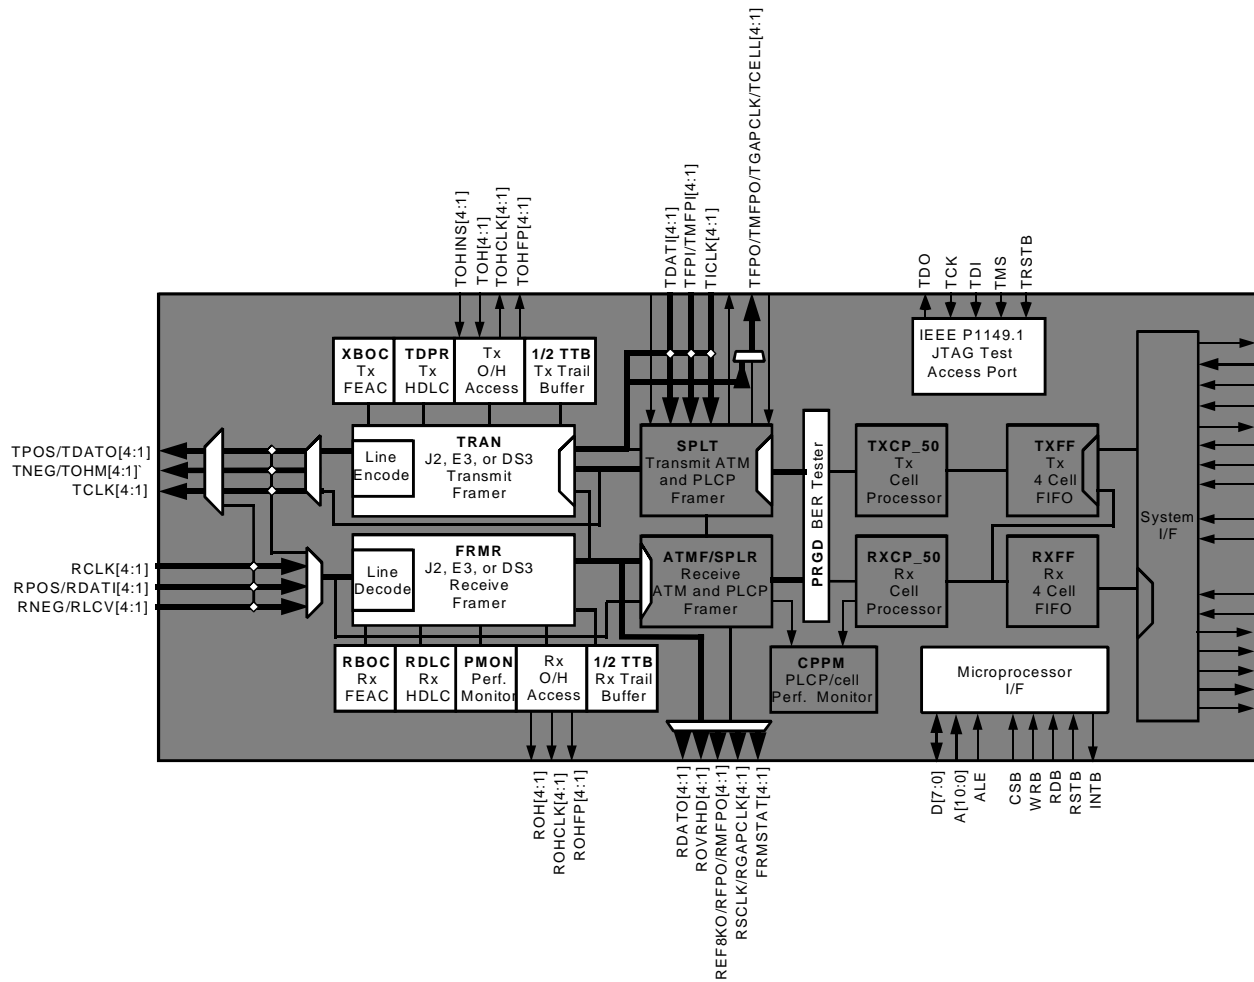 TOHINS[4:1]
TOH[4:1]
TOHCLK[4:1]
TOHFP[4:1]
TDATI[4:1]
TFPI/TMFPI[4:1]
TICLK[4:1]
TFPO/TMFPO/TGAPCLK/TCELL[4:1]
TDO
TCK
TDI
TMS
TRSTB
IEEE P1149.1
JTAG Test
Access Port
XBOC
Tx
FEAC
TDPR
Tx
HDLC
Tx
O/H
Access
1/2 TTB
Tx Trail
Buffer
TPOS/TDATO[4:1]
TNEG/TOHM[4:1]`
TCLK[4:1]
Line
Encode
TRAN
J2, E3, or DS3
Transmit
Framer
SPLT
Transmit ATM
and PLCP
Framer
PRGD BER Tester
TXCP_50
Tx
Cell
Processor
TXFF
Tx
4 Cell
FIFO
System
I/F
RCLK[4:1]
RPOS/RDATI[4:1]
RNEG/RLCV[4:1]
Line
Decode
FRMR
J2, E3, or DS3
Receive
Framer
ATMF/SPLR
Receive
ATM and PLCP
Framer
RXCP_50
Rx
Cell
Processor
RXFF
Rx
4 Cell
FIFO
RBOC
Rx
FEAC
RDLC
Rx
HDLC
PMON
Perf.
Monitor
Rx
O/H
Access
1/2 TTB
Rx Trail
Buffer
CPPM
PLCP/cell
Perf. Monitor
Microprocessor
I/F
ROH[4:1]
ROHCLK[4:1]
ROHFP[4:1]
RDATO[4:1]
ROVRHD[4:1]
REF8KO/RFPO/RMFPO[4:1]
RSCLK/RGAPCLK[4:1]
FRMSTAT[4:1]
D[7:0]
A[10:0]
ALE
CSB
WRB
RDB
RSTB
INTB